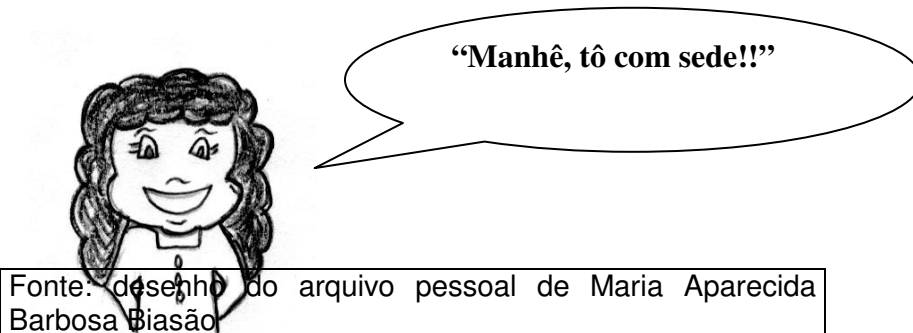 “Manhê, tô com sede!!”
Fonte: desenho do arquivo pessoal de Maria Aparecida
Barbosa Biasão